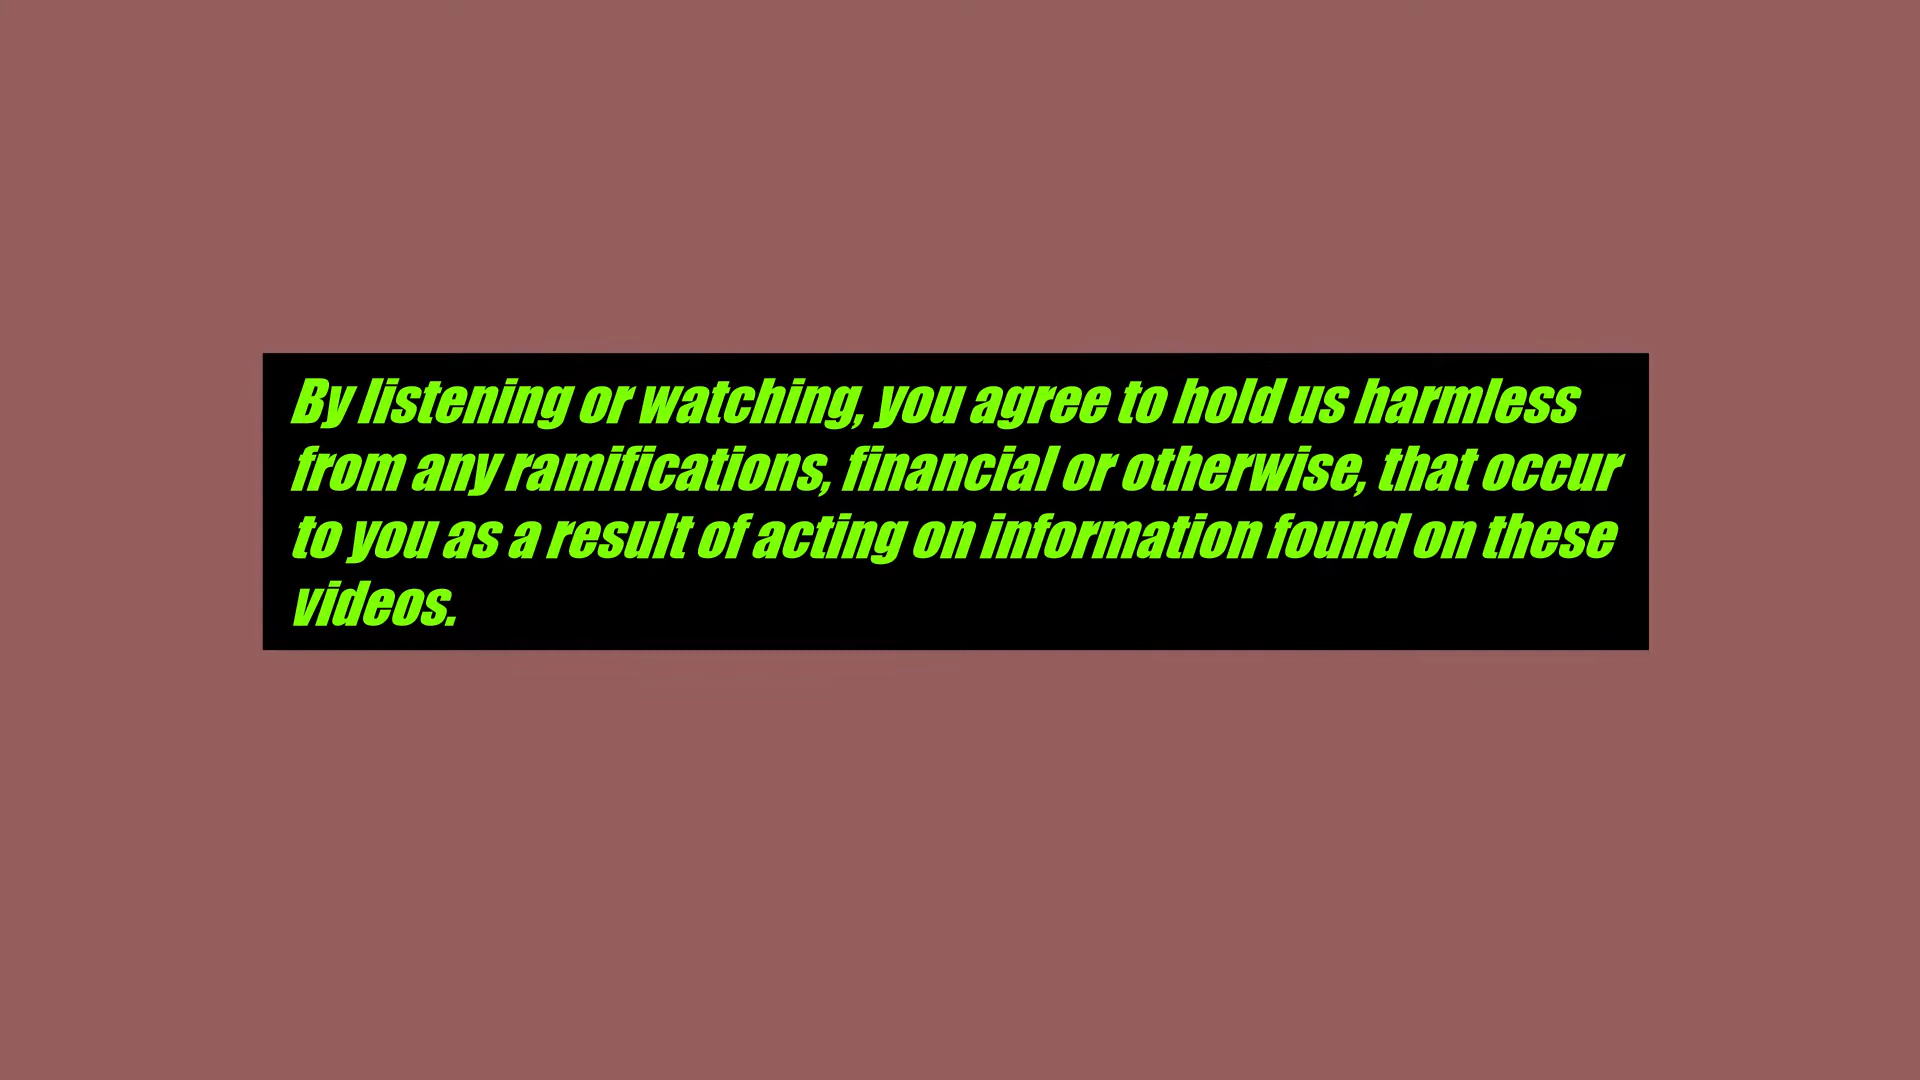 By listening or watching, you agree to hold us harmless
from any ramifications, financial or otherwise, that occur
to you as a result of acting on information found on these
videos.